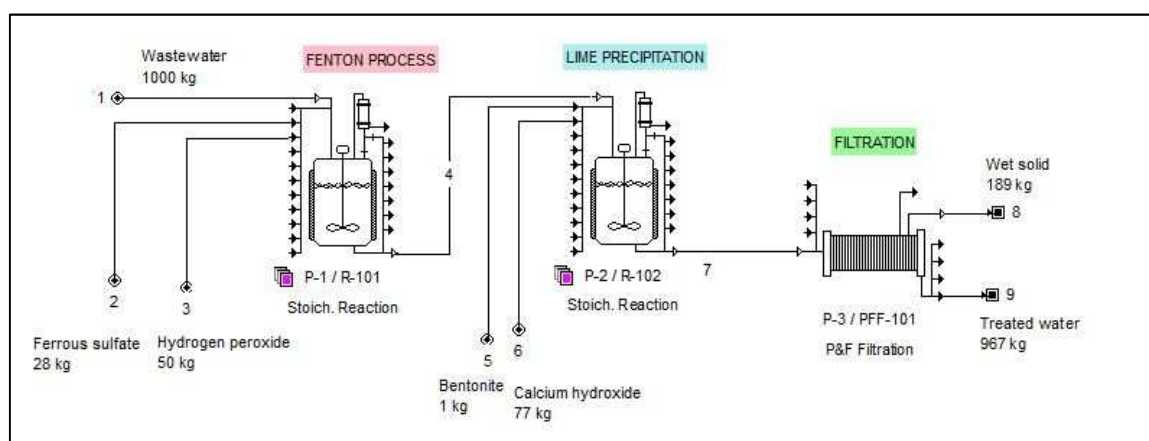 Wastewater
1000 kg
FENTON PROCESS
LIME PRECIPITATION
FILTRATION
1
2
3
4
5
6
7
8
9
Wet solid
189 kg
P-1 / R-101
Stoich. Reaction
P-2 / R-102
Stoich. Reaction
P-3 / PFF-101
P&F Filtration
Treated water
967 kg
Ferrous sulfate
28 kg
Hydrogen peroxide
50 kg
Bentonite
1 kg
Calcium hydroxide
77 kg